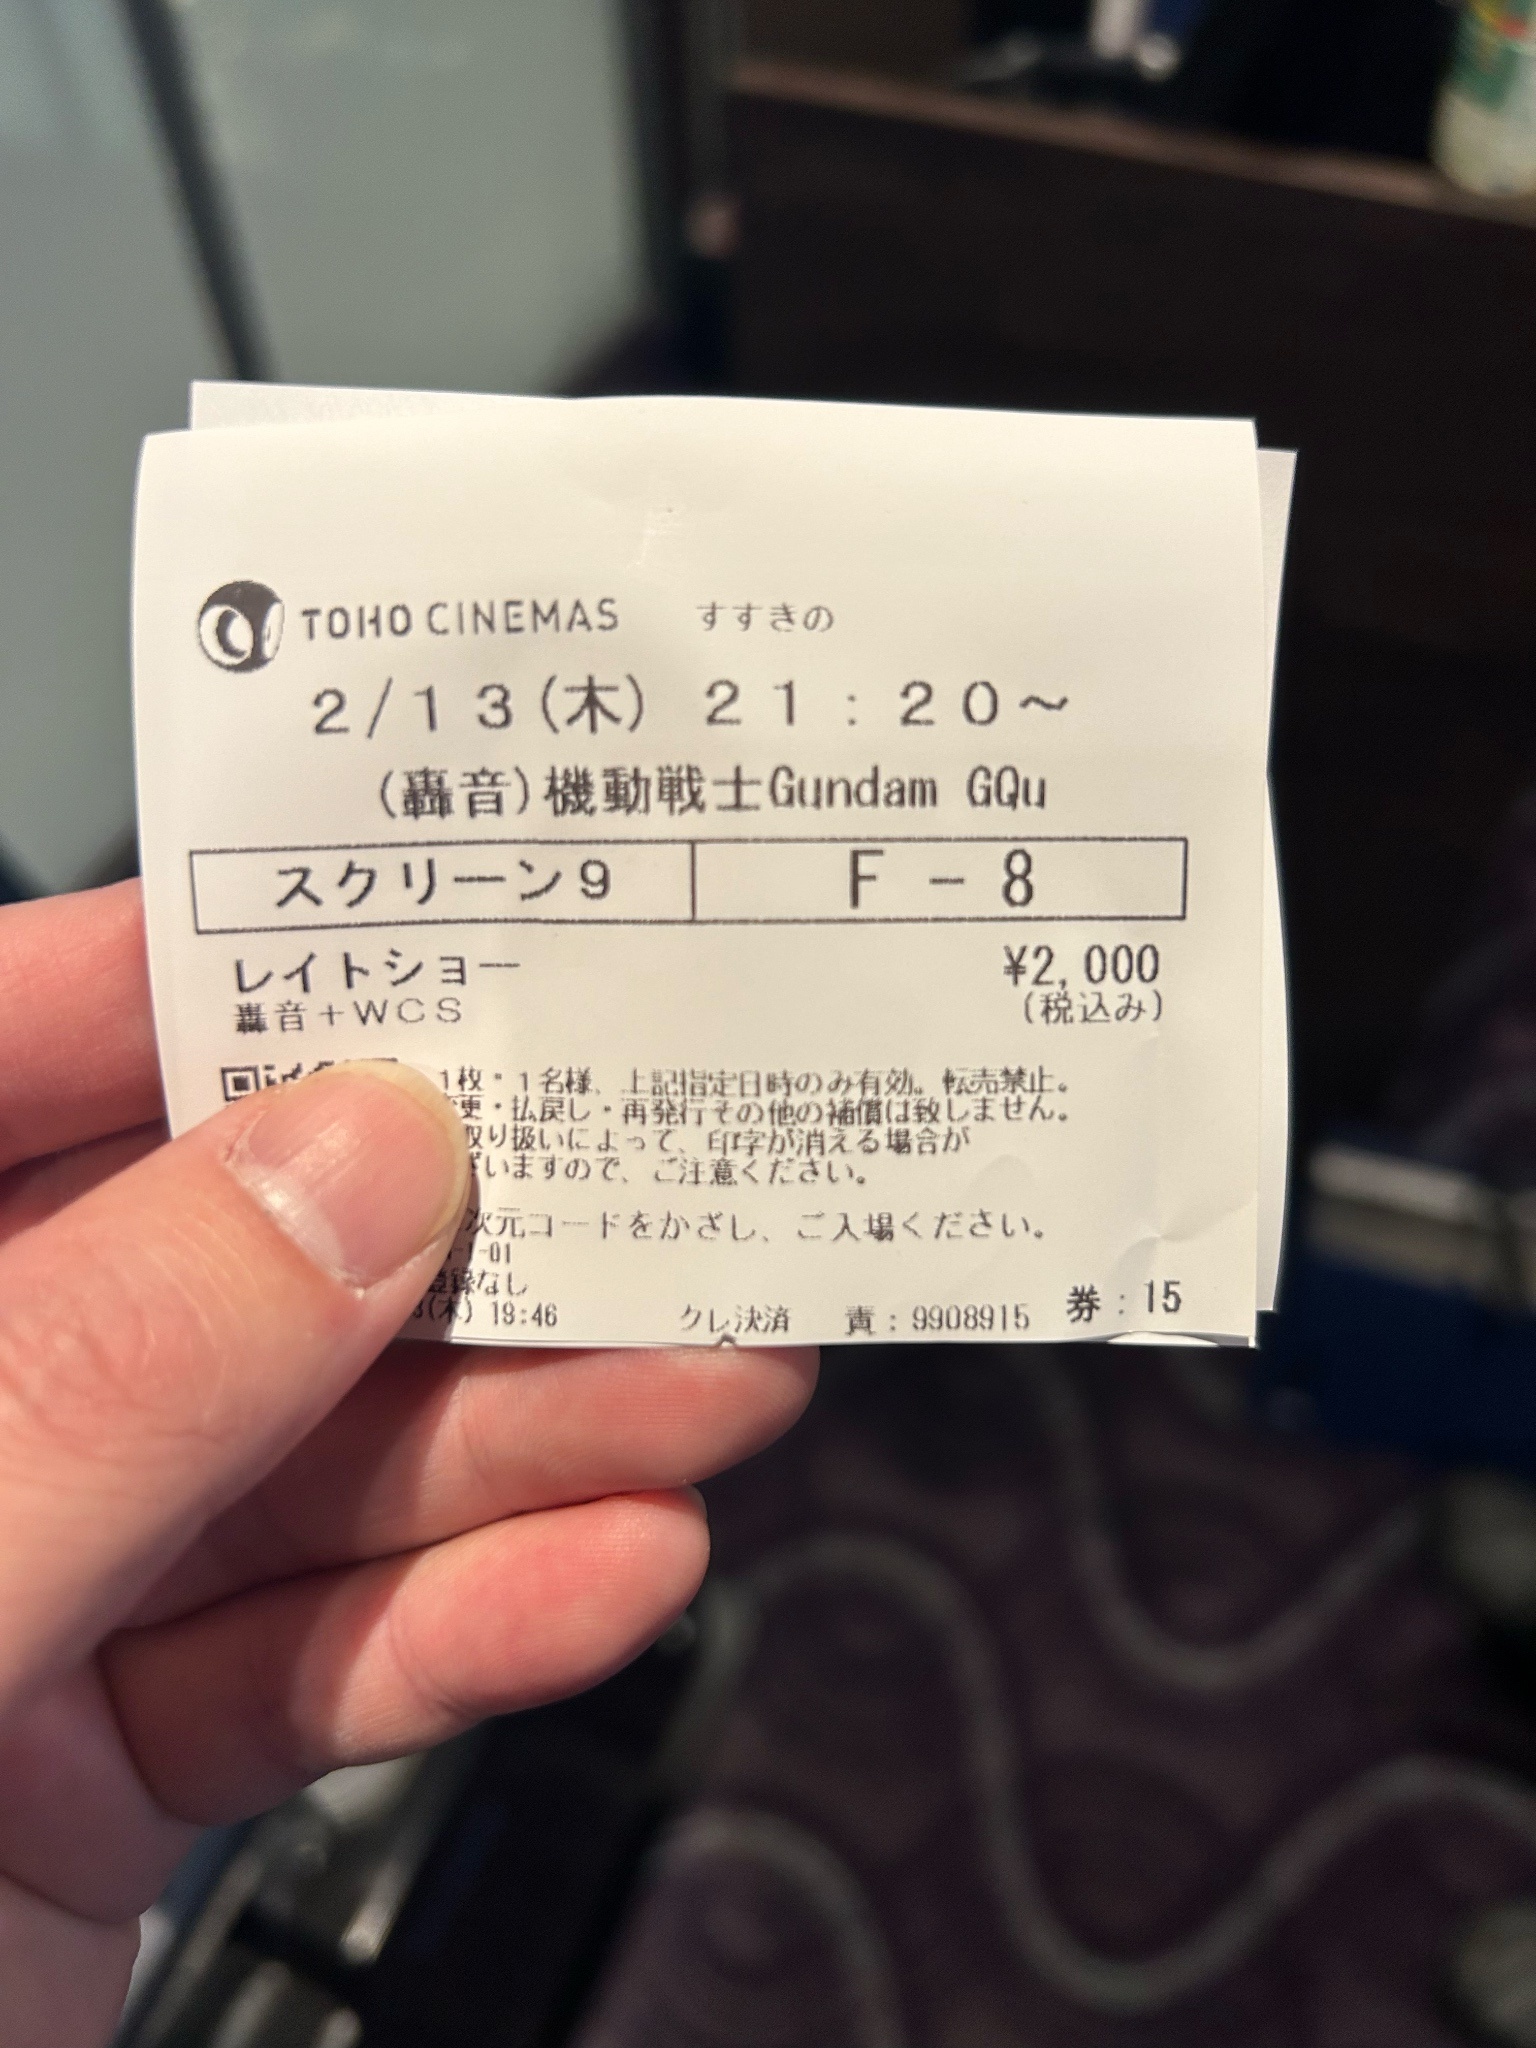 TOHO CINEMAS すすきの
2/13(木) 21:20～
(轟音)機動戦士Gundam GQu
スクリーン9 F-8
レイトショー ¥2,000
轟音+WCS (税込み)
1枚・1名様、上記指定日時のみ有効。転売禁止。
更・払戻し・再発行その他の補償は致しません。
取り扱いによって、印字が消える場合が
ざいますので、ご注意ください。
次元コードをかざし、ご入場ください。
-1-01
登録なし
3(木) 19:46 クレ決済 責:9908915 券:15